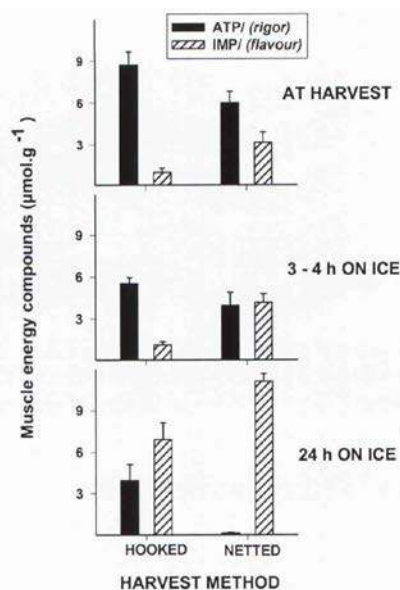 ATP/ (rigor)
IMP/ (flavour)
9
6
3
AT HARVEST
9
6
3
3 - 4 h ON ICE
9
6
3
24 h ON ICE
Muscle energy compounds (µmol.g -1)
HOOKED NETTED
HARVEST METHOD